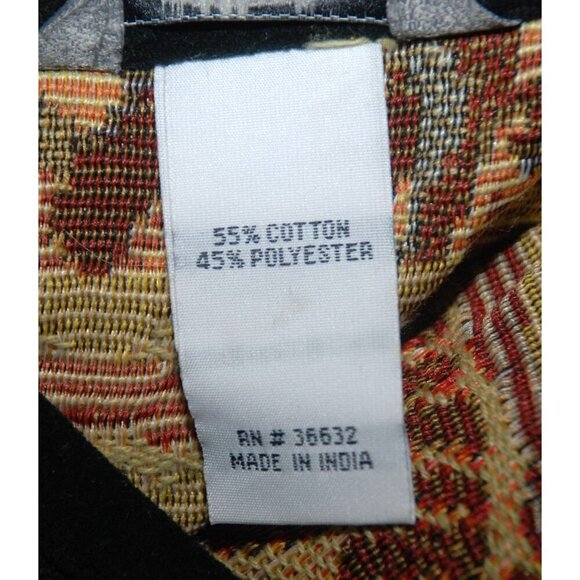 55% COTTON
45% POLYESTER
RN # 36632
MADE IN INDIA